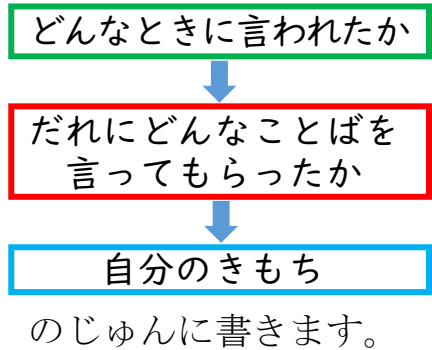 どんなときに言われたか
だれにどんなことばを
言ってもらったか
自分のきもち
のじゅんに書きます。